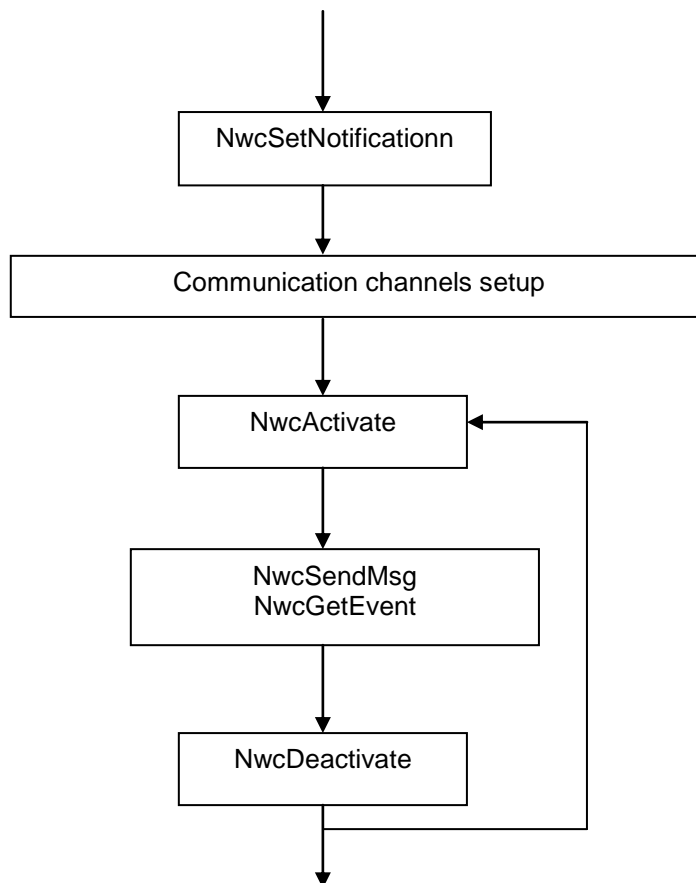 NwcSetNotificationn
Communication channels setup
NwcActivate
NwcSendMsg
NwcGetEvent
NwcDeactivate